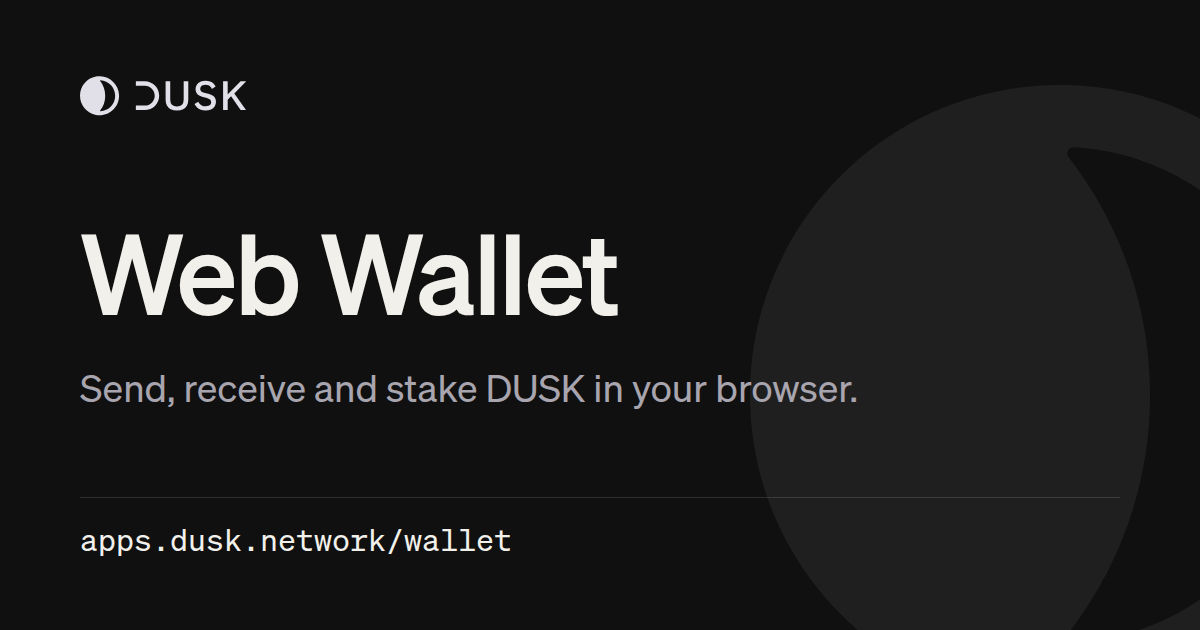 DUSK
Web Wallet
Send, receive and stake DUSK in your browser.
apps.dusk.network/wallet